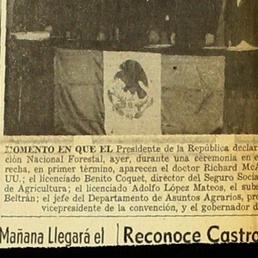 MOMENTO EN QUE EL Presidente de la República declar
ción Nacional Forestal, ayer, durante una ceremonia en e
recha, en primer término, aparecen el doctor Richard McA
UU.; el licenciado Benito Coquet, director del Seguro Socia
de Agricultura; el licenciado Adolfo López Mateos, el subs
Beltrán; el jefe del Departamento de Asuntos Agrarios, pro
vicepresidente de la convención, y el gobernador d
Mañana Llegará el
Reconoce Castro